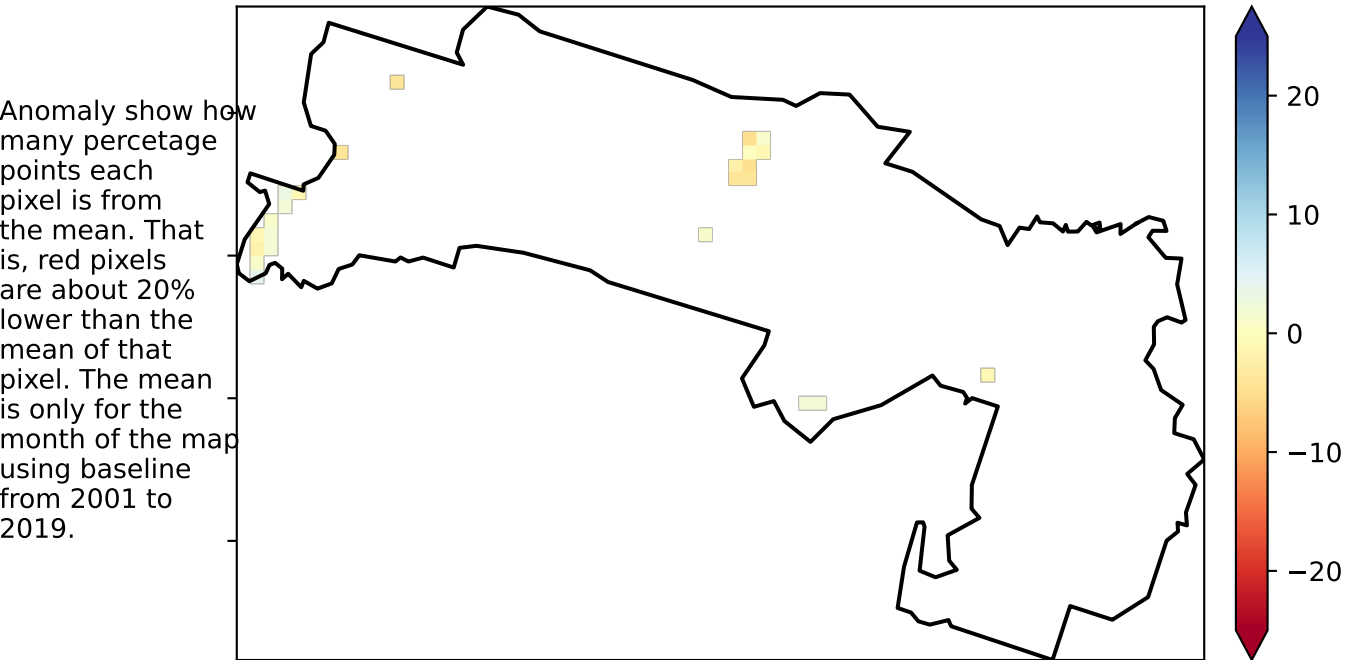 Anomaly show how
many percetage
points each
pixel is from
the mean. That
is, red pixels
are about 20%
lower than the
mean of that
pixel. The mean
is only for the
month of the map
using baseline
from 2001 to
2019.
20
10
0
−10
−20